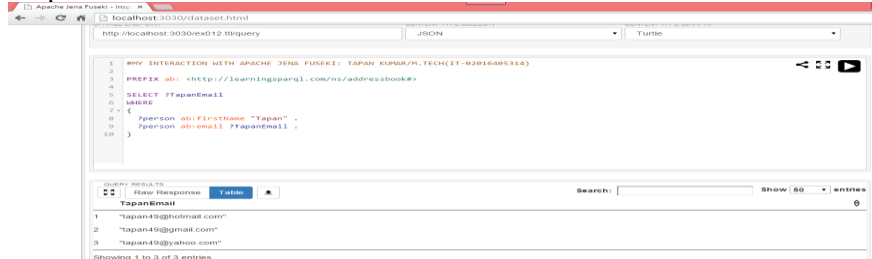 Apache Jena Fuseki - insp
localhost:3030/dataset.html
http://localhost:3030/ex012.ttl/query JSON Turtle
1 #MY INTERACTION WITH APACHE JENA FUSEKI: TAPAN KUMAR/M.TECH(IT-02016405314)
2
3 PREFIX ab: <http://learningsparql.com/ns/addressbook#>
4
5 SELECT ?TapanEmail
6 WHERE
7 {
8 ?person ab:firstName "Tapan" .
9 ?person ab:email ?TapanEmail .
10 }
QUERY RESULTS
Raw Response Table Search: Show 50 entries
TapanEmail
1 "tapan49@hotmail.com"
2 "tapan49@gmail.com"
3 "tapan49@yahoo.com"
Showing 1 to 3 of 3 entries